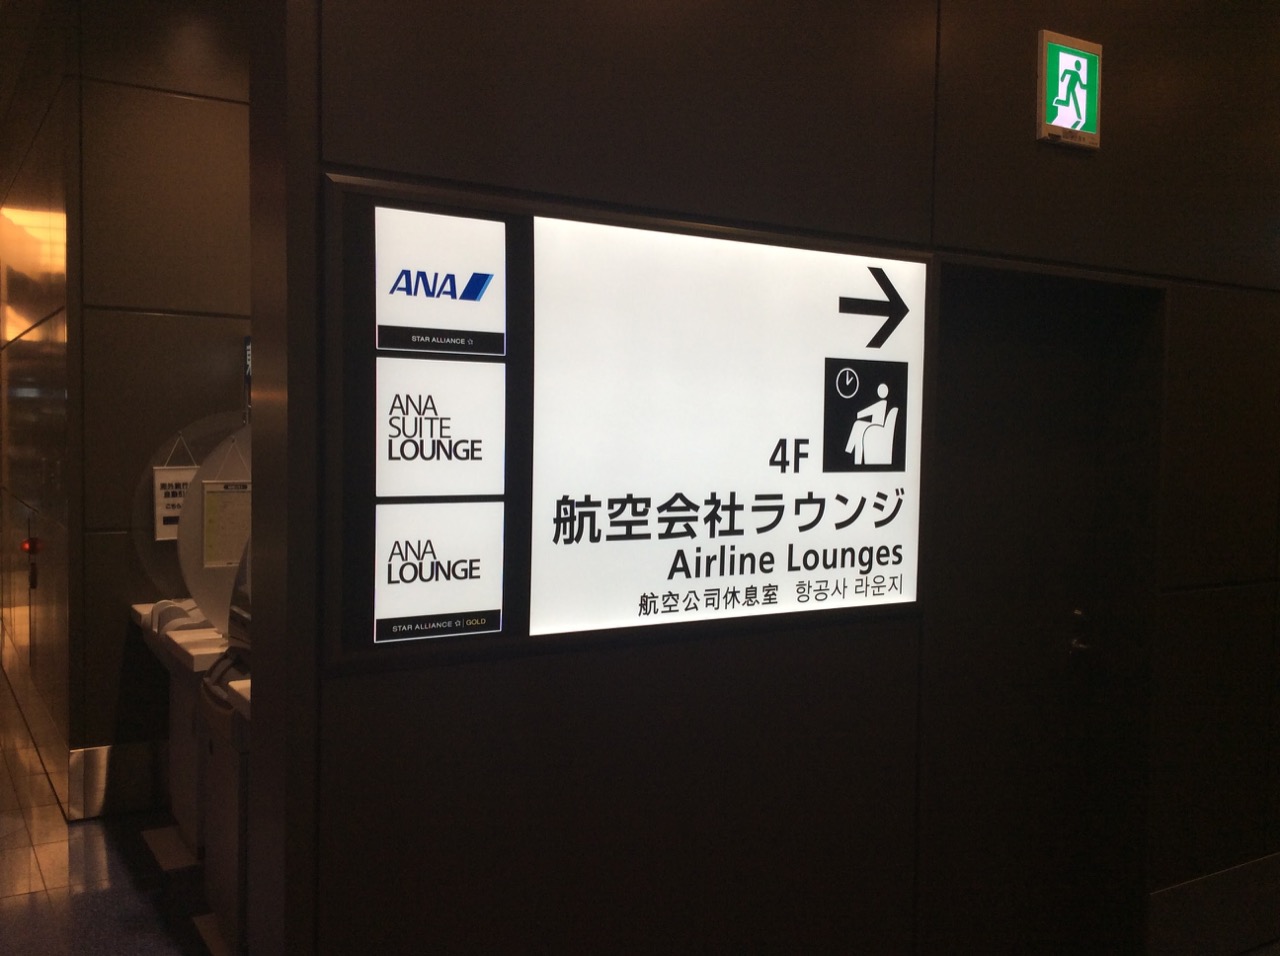 ANA
STAR ALLIANCE
ANA
SUITE
LOUNGE
ANA
LOUNGE
STAR ALLIANCE GOLD
4F
航空会社ラウンジ
Airline Lounges
航空公司休息室 항공사 라운지